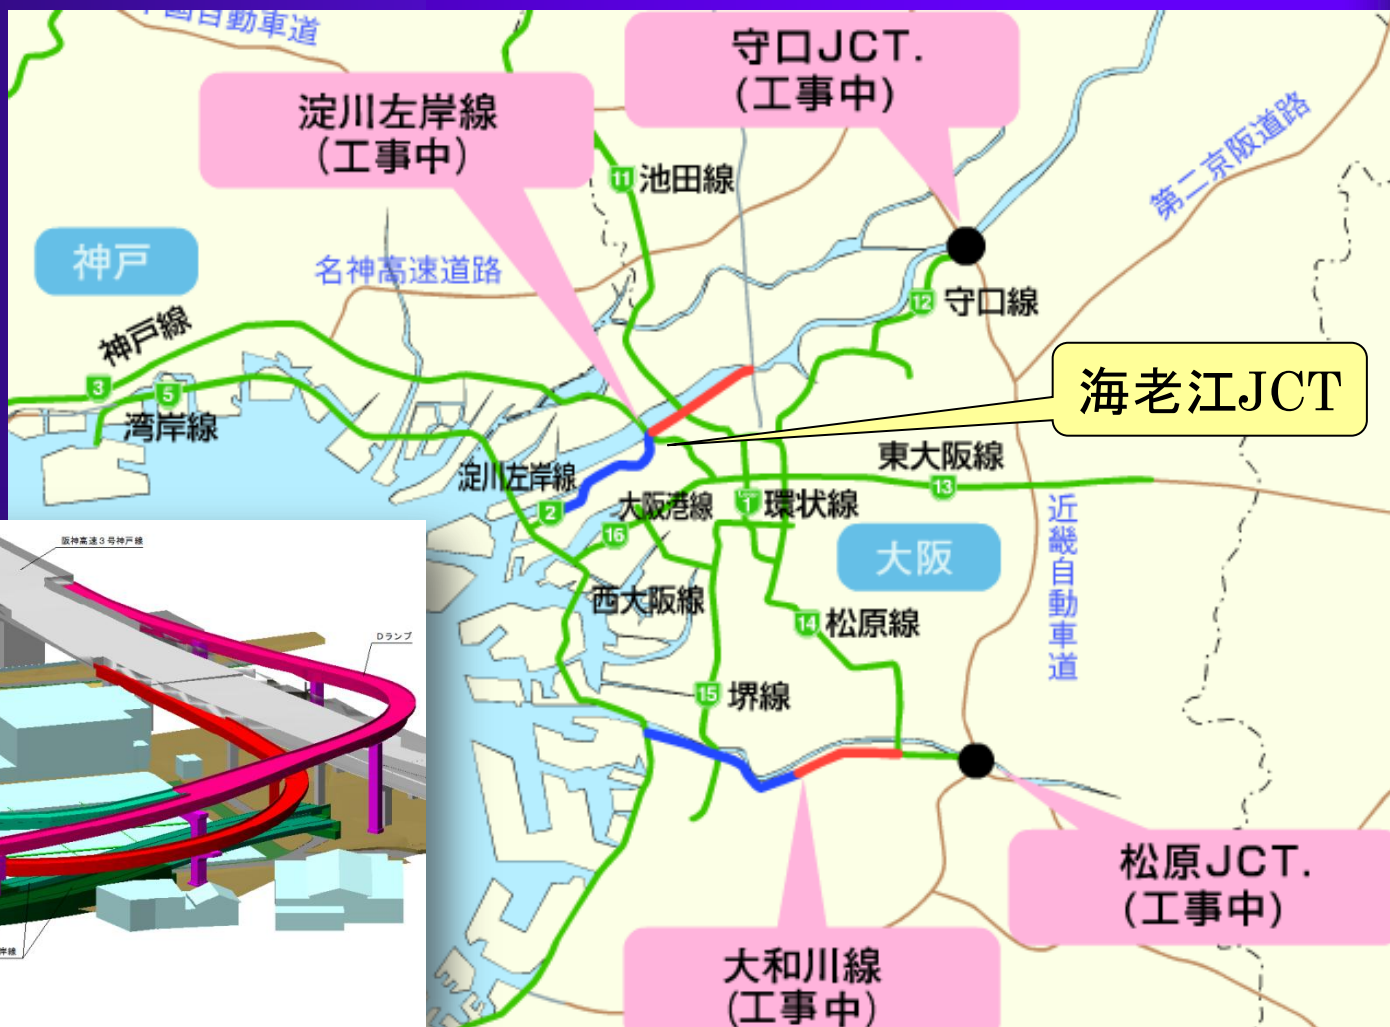 中国自動車道
守口JCT.
(工事中)
淀川左岸線
(工事中)
第二京阪道路
11
池田線
神戸
名神高速道路
12
守口線
神戸線
3
5
湾岸線
海老江JCT
東大阪線
13
淀川左岸線
2
大阪港線
16
1
環状線
大阪
近畿自動車道
阪神高速3号神戸線
西大阪線
14
松原線
Dランプ
15
堺線
松原JCT.
(工事中)
大和川線
(工事中)
岸線